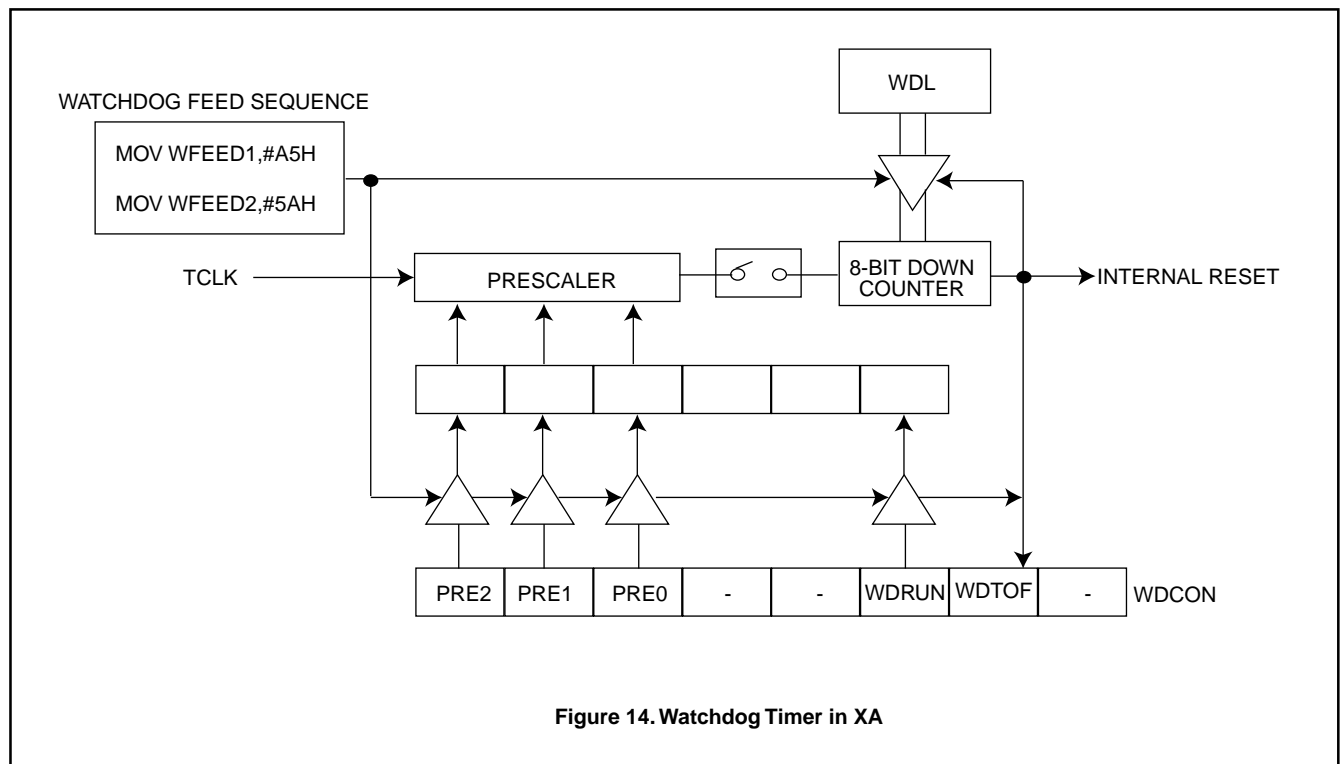 WDL
WATCHDOG FEED SEQUENCE
MOV WFEED1,#A5H
MOV WFEED2,#5AH
TCLK
PRESCALER
8-BIT DOWN
COUNTER
INTERNAL RESET
PRE2 PRE1 PRE0 - - WDRUN WDTOF - WDCON
Figure 14. Watchdog Timer in XA